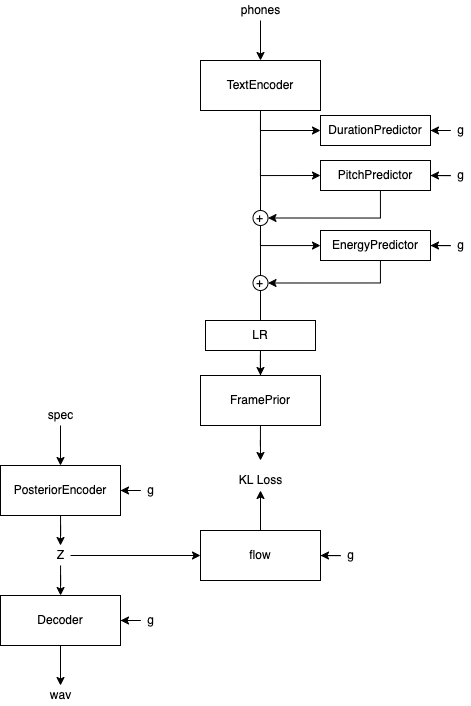 phones
TextEncoder
DurationPredictor
g
PitchPredictor
g
+
EnergyPredictor
g
+
LR
FramePrior
spec
KL Loss
PosteriorEncoder
g
Z
flow
g
Decoder
g
wav